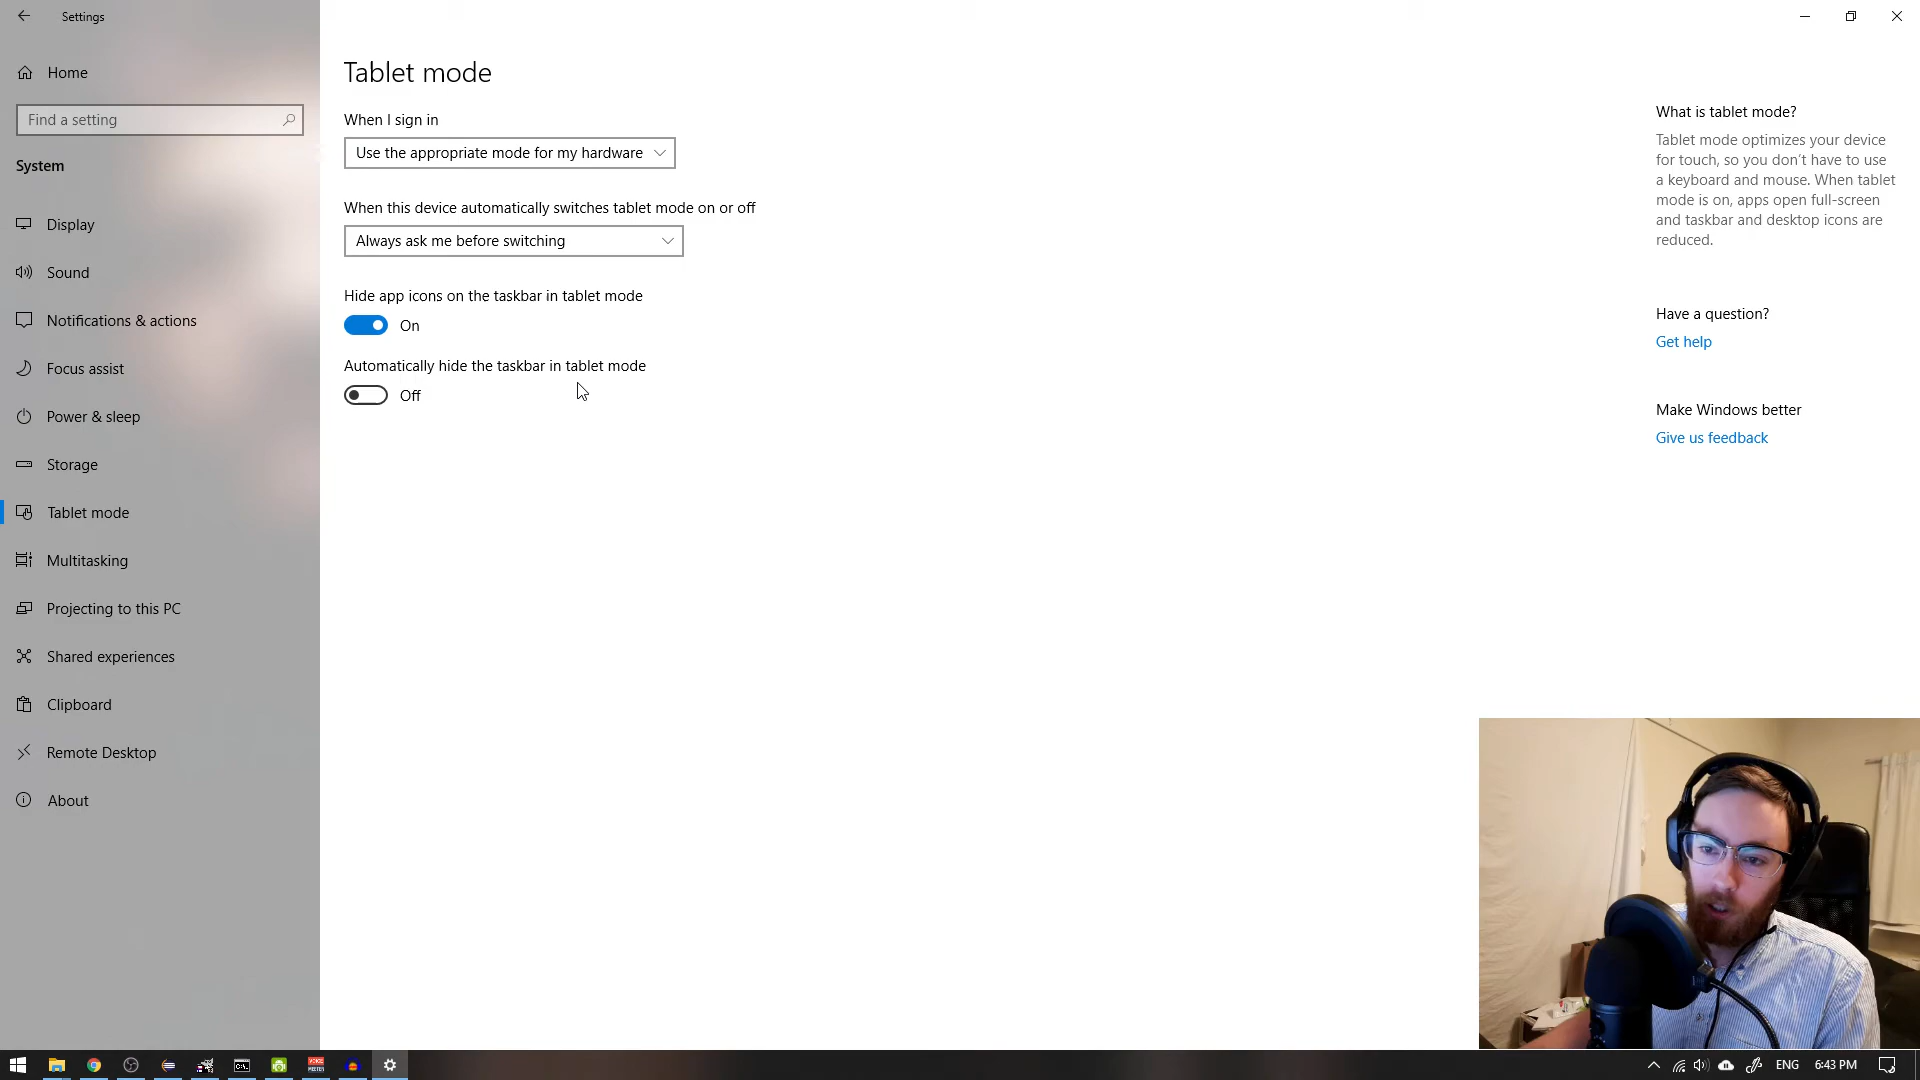 Settings
Home
Find a setting
System
Display
Sound
Notifications & actions
Focus assist
Power & sleep
Storage
Tablet mode
Multitasking
Projecting to this PC
Shared experiences
Clipboard
Remote Desktop
About
Tablet mode
When I sign in
Use the appropriate mode for my hardware
When this device automatically switches tablet mode on or off
Always ask me before switching
Hide app icons on the taskbar in tablet mode
On
Automatically hide the taskbar in tablet mode
Off
What is tablet mode?
Tablet mode optimizes your device
for touch, so you don't have to use
a keyboard and mouse. When tablet
mode is on, apps open full-screen
and taskbar and desktop icons are
reduced.
Have a question?
Get help
Make Windows better
Give us feedback
VOICE
MEETER
ENG
6:43 PM